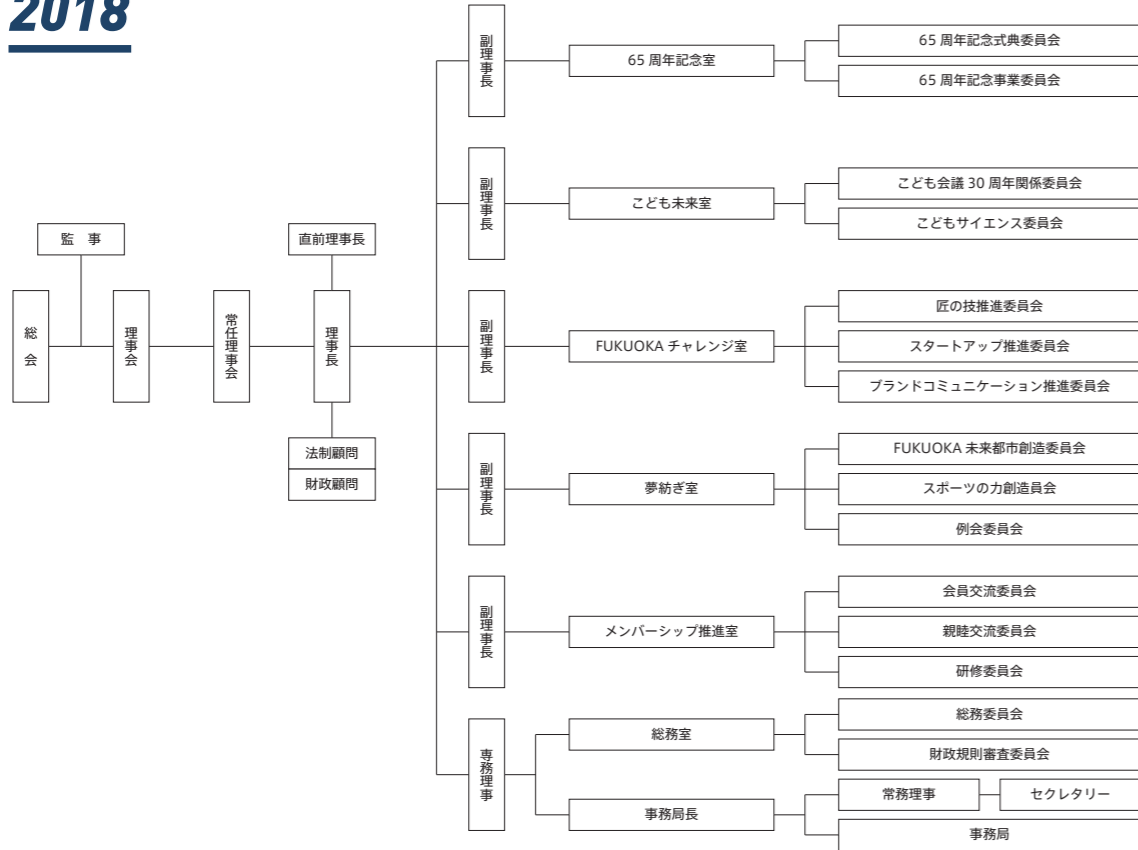 2018
監 事
総会
理事会
常任理事会
直前理事長
理事長
法制顧問
財政顧問
副理事長
65 周年記念室
65 周年記念式典委員会
65 周年記念事業委員会
副理事長
こども未来室
こども会議 30 周年関係委員会
こどもサイエンス委員会
副理事長
FUKUOKA チャレンジ室
匠の技推進委員会
スタートアップ推進委員会
ブランドコミュニケーション推進委員会
副理事長
夢紡ぎ室
FUKUOKA 未来都市創造委員会
スポーツの力創造員会
例会委員会
副理事長
メンバーシップ推進室
会員交流委員会
親睦交流委員会
研修委員会
専務理事
総務室
総務委員会
財政規則審査委員会
事務局長
常務理事
セクレタリー
事務局